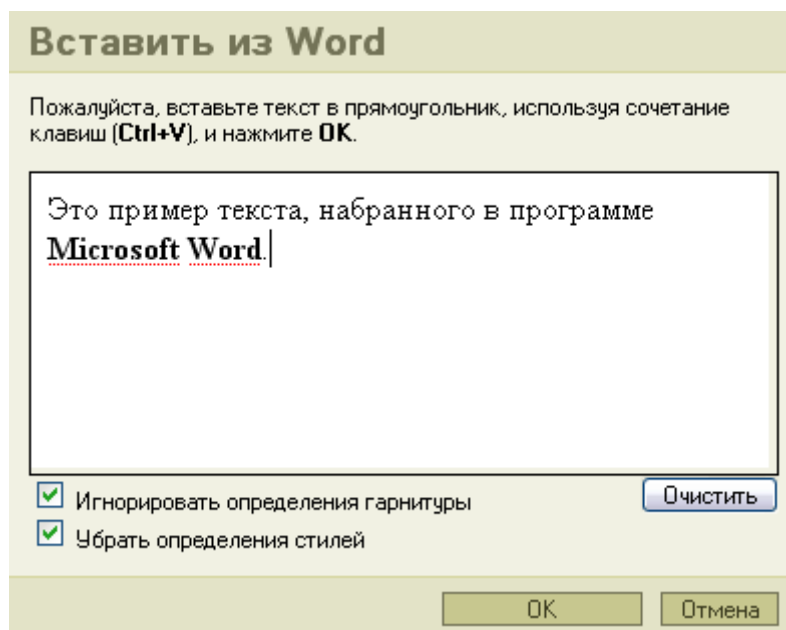 Вставить из Word
Пожалуйста, вставьте текст в прямоугольник, используя сочетание
клавиш (Ctrl+V), и нажмите OK.
Это пример текста, набранного в программе
Microsoft Word.
Игнорировать определения гарнитуры
Очистить
Убрать определения стилей
OK
Отмена